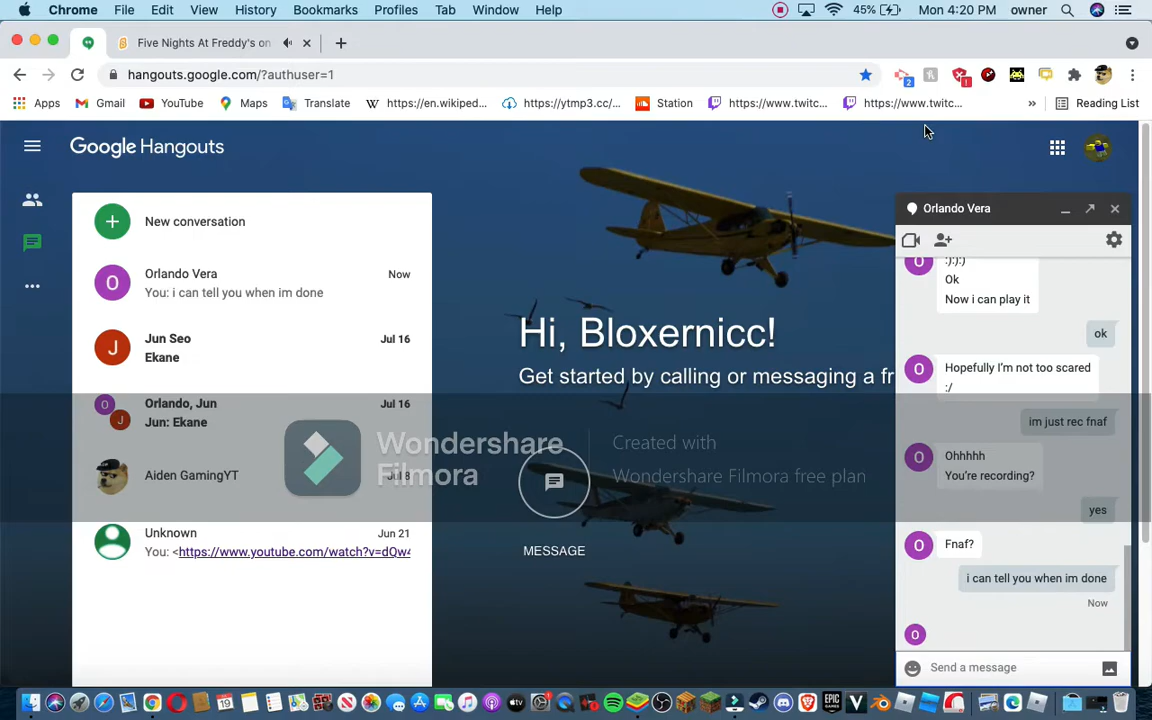 Chrome File Edit View History Bookmarks Profiles Tab Window Help 45% Mon 4:20 PM owner
Five Nights At Freddy's on
hangouts.google.com/?authuser=1
2 1
Apps Gmail YouTube Maps Translate https://en.wikiped... https://ytmp3.cc/... Station https://www.twitc... https://www.twitc... » Reading List
Google Hangouts
New conversation
Orlando Vera Now
You: i can tell you when im done
Jun Seo Jul 16
Ekane
Orlando, Jun Jul 16
Jun: Ekane
Aiden GamingYT
Unknown Jun 21
You: <https://www.youtube.com/watch?v=dQw4
Hi, Bloxernicc!
Get started by calling or messaging a fr
MESSAGE
Wondershare
Filmora
Created with
Wondershare Filmora free plan
Orlando Vera
:):):)
Ok
Now i can play it
ok
Hopefully I'm not too scared
:/
im just rec fnaf
Ohhhhh
You're recording?
yes
Fnaf?
i can tell you when im done
Now
Send a message
19
EPIC
GAMES